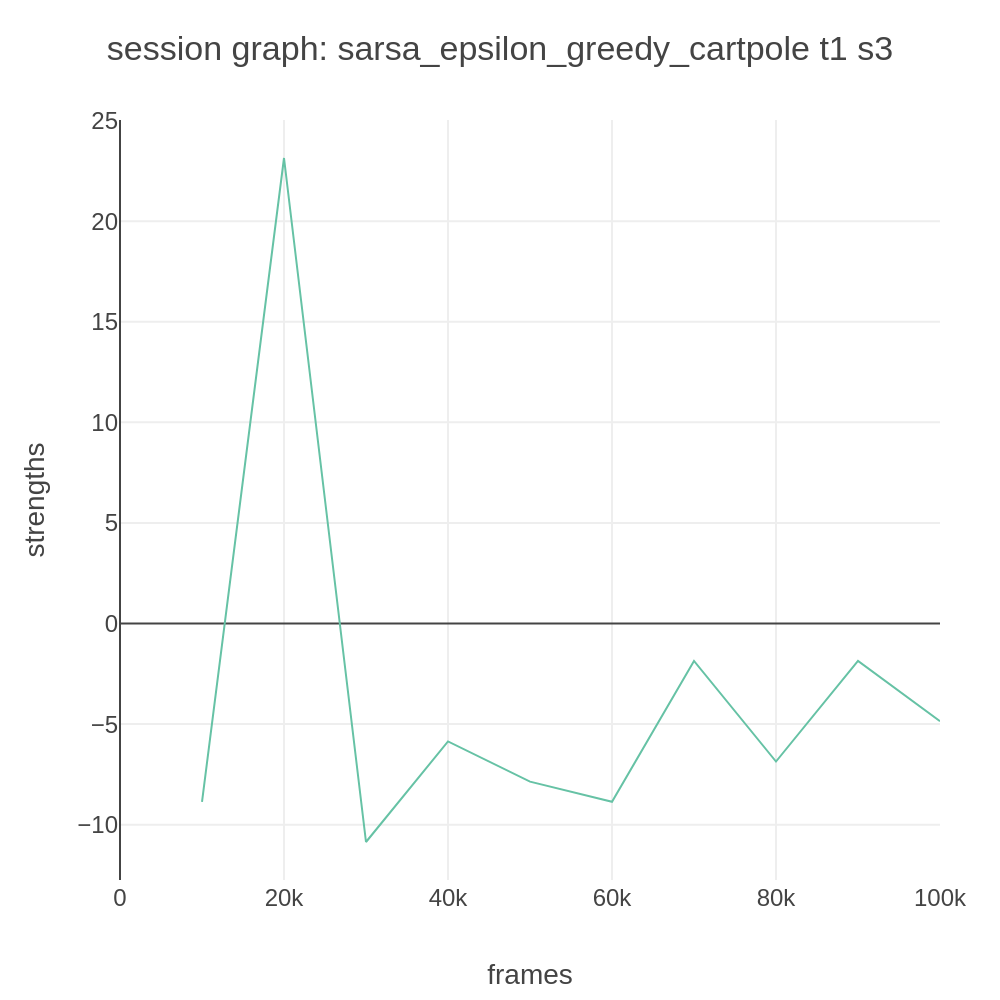 session graph: sarsa_epsilon_greedy_cartpole t1 s3
25
20
15
10
5
0
−5
−10
strengths
0
20k
40k
60k
80k
100k
frames